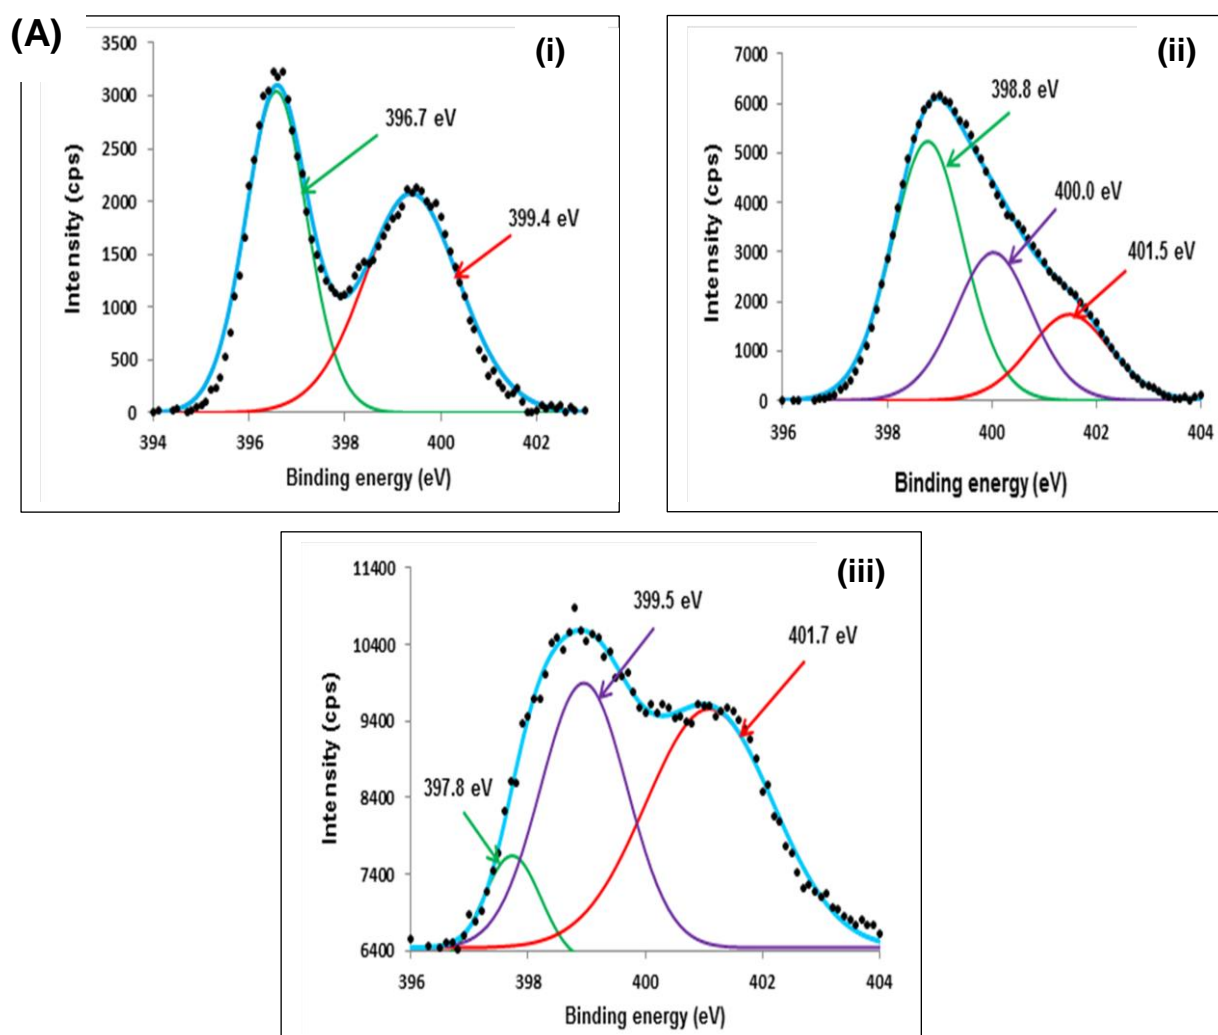 (A)
(i)
3500
3000
2500
2000
1500
1000
500
0
394 396 398 400 402
Intensity (cps)
Binding energy (eV)
396.7 eV
399.4 eV
(ii)
7000
6000
5000
4000
3000
2000
1000
0
396 398 400 402 404
Intensity (cps)
Binding energy (eV)
398.8 eV
400.0 eV
401.5 eV
(iii)
11400
10400
9400
8400
7400
6400
396 398 400 402 404
Intensity (cps)
Binding energy (eV)
399.5 eV
401.7 eV
397.8 eV